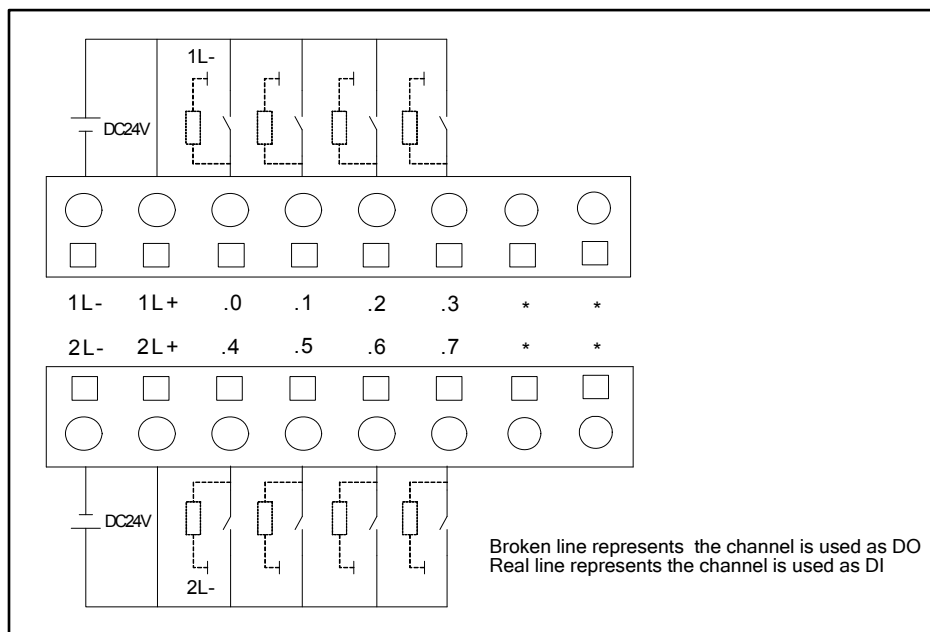 1L-
DC24V
1L- 1L+ .0 .1 .2 .3 * *
2L- 2L+ .4 .5 .6 .7 * *
DC24V
2L-
Broken line represents the channel is used as DO
Real line represents the channel is used as DI